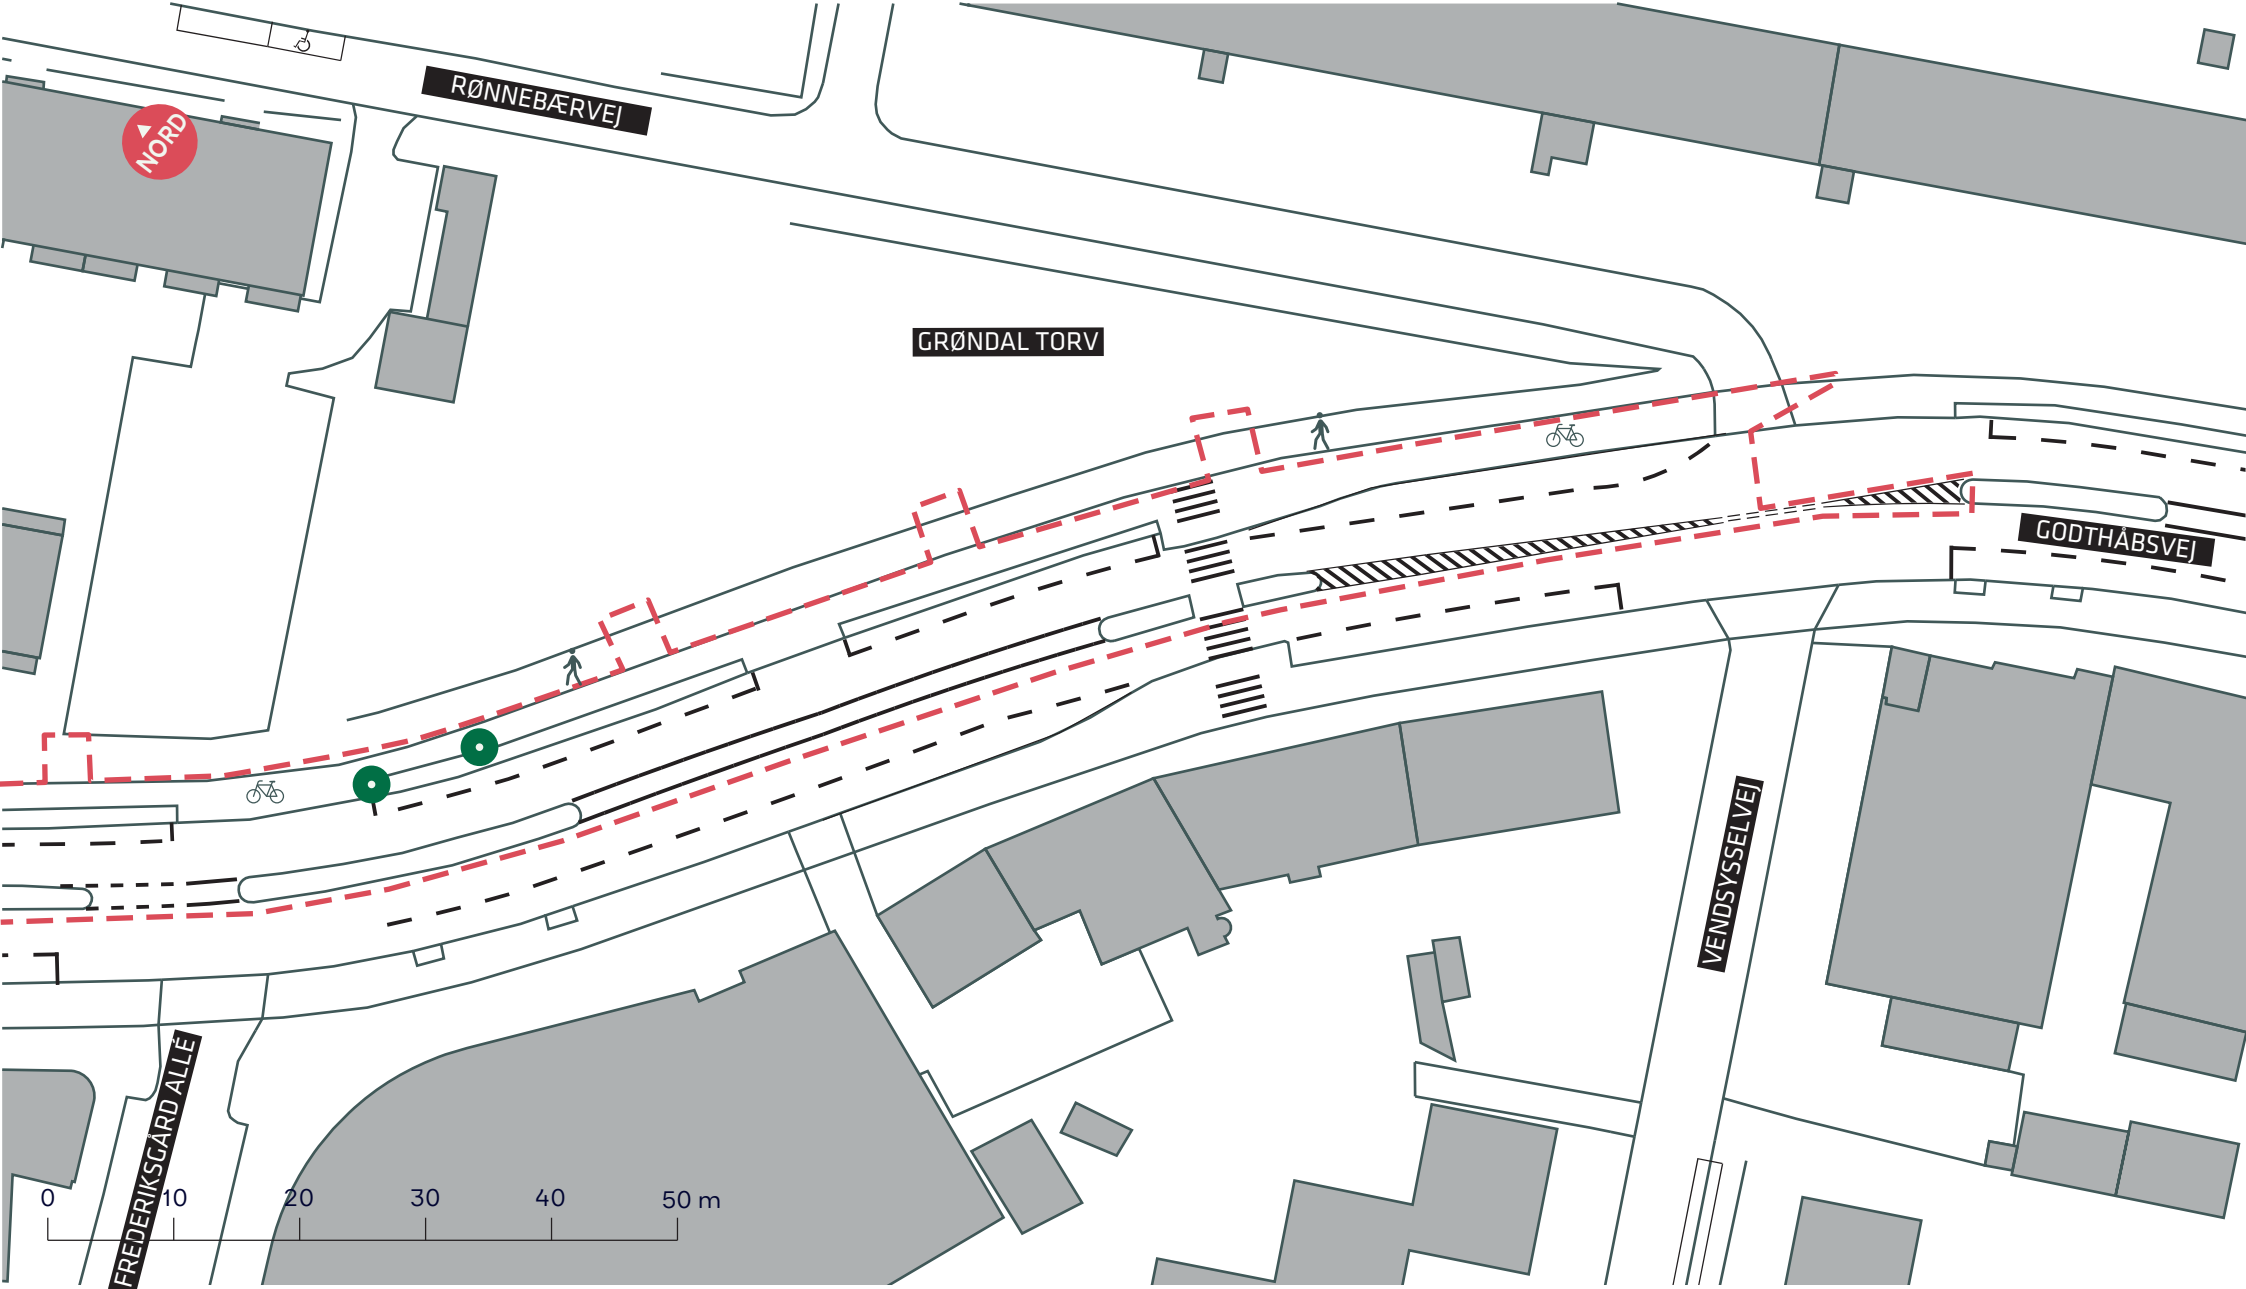 RØNNEBÆRVEJ
NORD
GRØNDAL TORV
GODTHÅBSVEJ
VENDSYSSELVEJ
FREDERIKSGÅRD ALLÉ
0 10 20 30 40 50 m